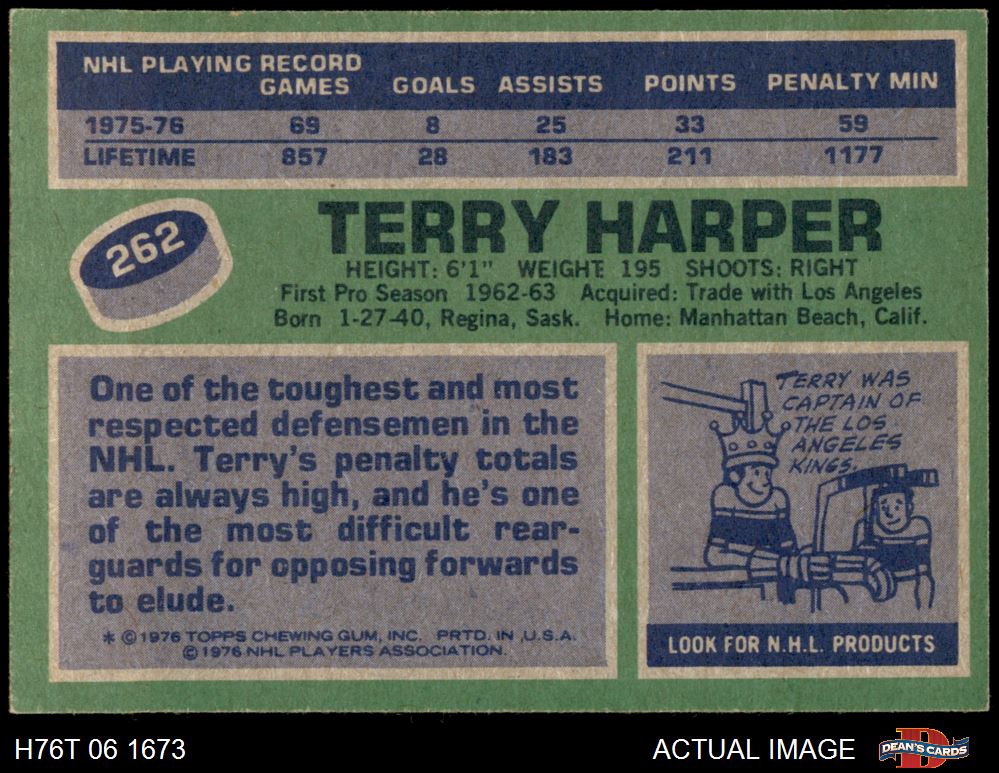 NHL PLAYING RECORD
GAMES GOALS ASSISTS POINTS PENALTY MIN
1975-76 69 8 25 33 59
LIFETIME 857 28 183 211 1177
262
TERRY HARPER
HEIGHT: 6'1" WEIGHT 195 SHOOTS: RIGHT
First Pro Season 1962-63 Acquired: Trade with Los Angeles
Born 1-27-40, Regina, Sask. Home: Manhattan Beach, Calif.
One of the toughest and most
respected defensemen in the
NHL. Terry's penalty totals
are always high, and he's one
of the most difficult rear-
guards for opposing forwards
to elude.
* ©1976 TOPPS CHEWING GUM, INC. PRTD. IN U.S.A.
©1976 NHL PLAYERS ASSOCIATION.
TERRY WAS
CAPTAIN OF
THE LOS
ANGELES
KINGS.
LOOK FOR N.H.L. PRODUCTS
H76T 06 1673
ACTUAL IMAGE
D
DEAN'S CARDS